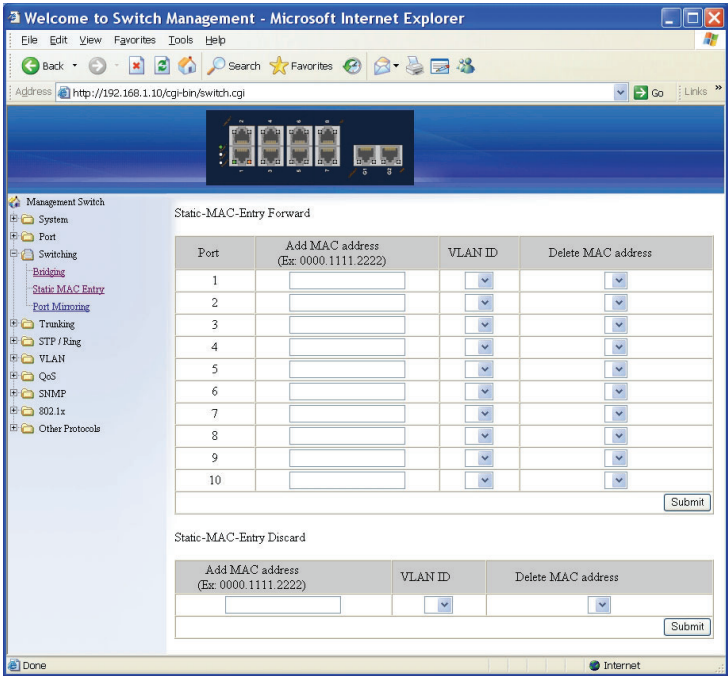 Welcome to Switch Management - Microsoft Internet Explorer
File Edit View Favorites Tools Help
Back Search Favorites
Address http://192.168.1.10/cgi-bin/switch.cgi Go Links »
Management Switch
System
Port
Switching
Bridging
Static MAC Entry
Port Mirroring
Trunking
STP / Ring
VLAN
QoS
SNMP
802.1x
Other Protocols
Static-MAC-Entry Forward
Port Add MAC address VLAN ID Delete MAC address
(Ex: 0000.1111.2222)
1
2
3
4
5
6
7
8
9
10
Submit
Static-MAC-Entry Discard
Add MAC address VLAN ID Delete MAC address
(Ex: 0000.1111.2222)
Submit
Done Internet